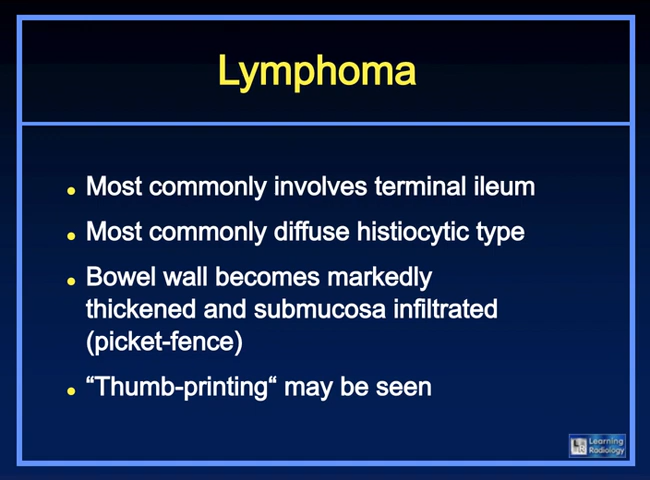 Lymphoma
• Most commonly involves terminal ileum
• Most commonly diffuse histiocytic type
• Bowel wall becomes markedly
thickened and submucosa infiltrated
(picket-fence)
• “Thumb-printing“ may be seen
Learning
Radiology